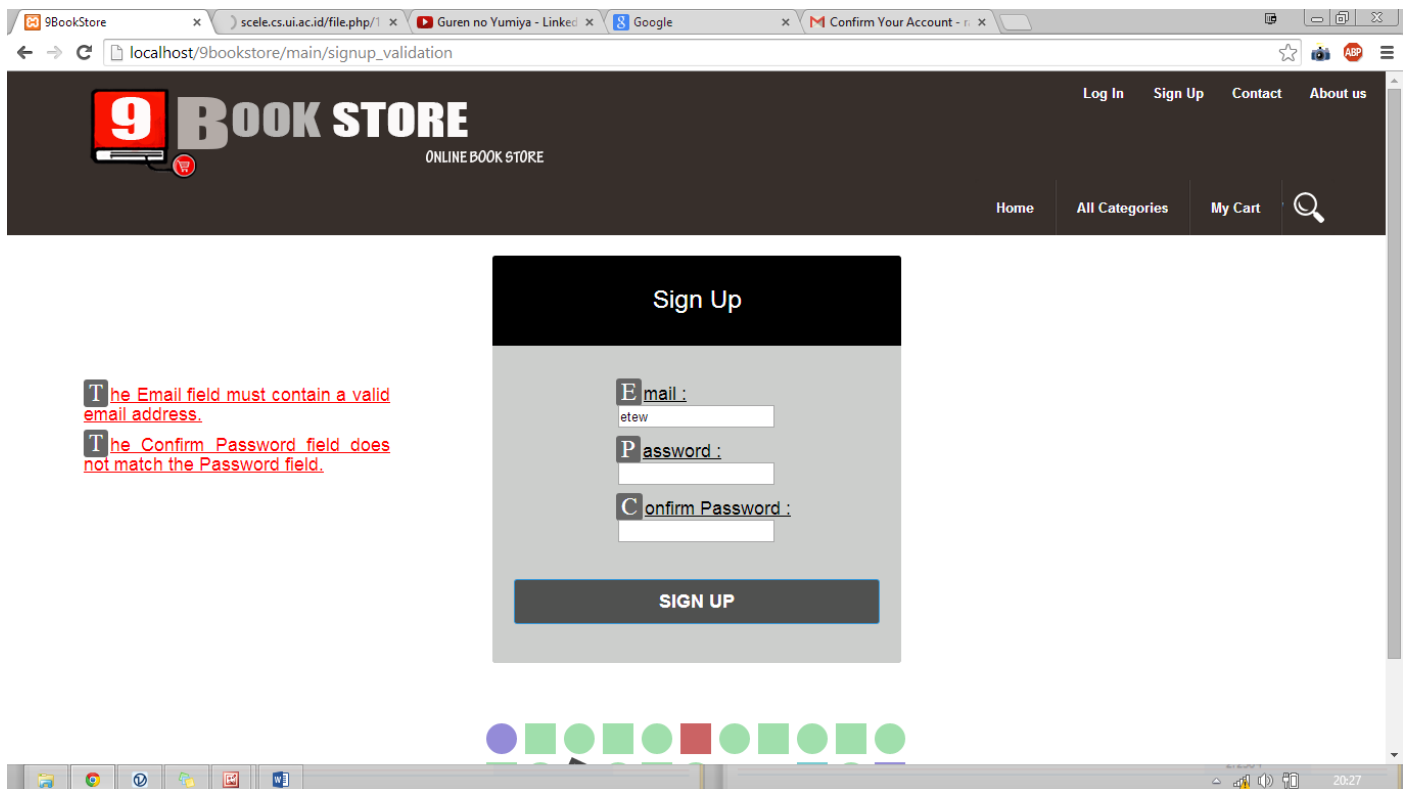 9BookStore
scele.cs.ui.ac.id/file.php/1
Guren no Yumiya - Linked
Google
Confirm Your Account - n
localhost/9bookstore/main/signup_validation
ABP
Log In Sign Up Contact About us
9 BOOK STORE
ONLINE BOOK STORE
Home All Categories My Cart
Sign Up
The Email field must contain a valid
email address.
The Confirm Password field does
not match the Password field.
Email :
etew
Password :
Confirm Password :
SIGN UP
20:27